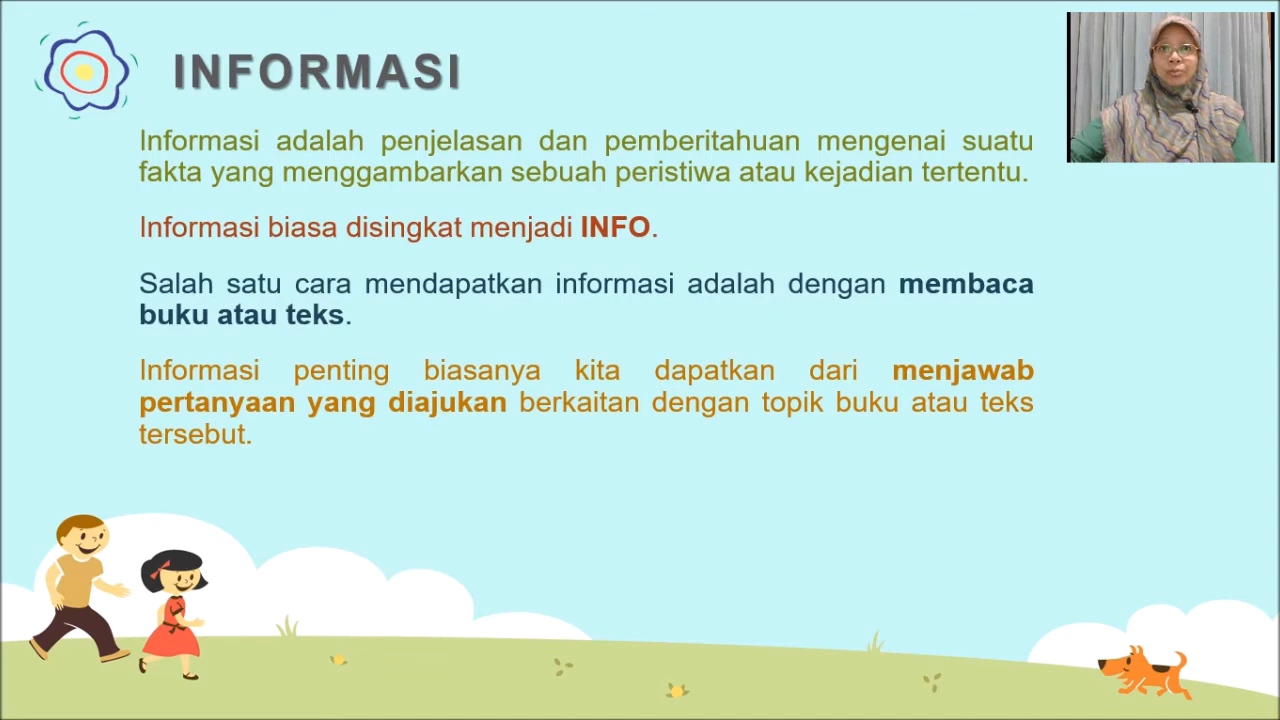 INFORMASI
Informasi adalah penjelasan dan pemberitahuan mengenai suatu
fakta yang menggambarkan sebuah peristiwa atau kejadian tertentu.
Informasi biasa disingkat menjadi INFO.
Salah satu cara mendapatkan informasi adalah dengan membaca
buku atau teks.
Informasi penting biasanya kita dapatkan dari menjawab
pertanyaan yang diajukan berkaitan dengan topik buku atau teks
tersebut.